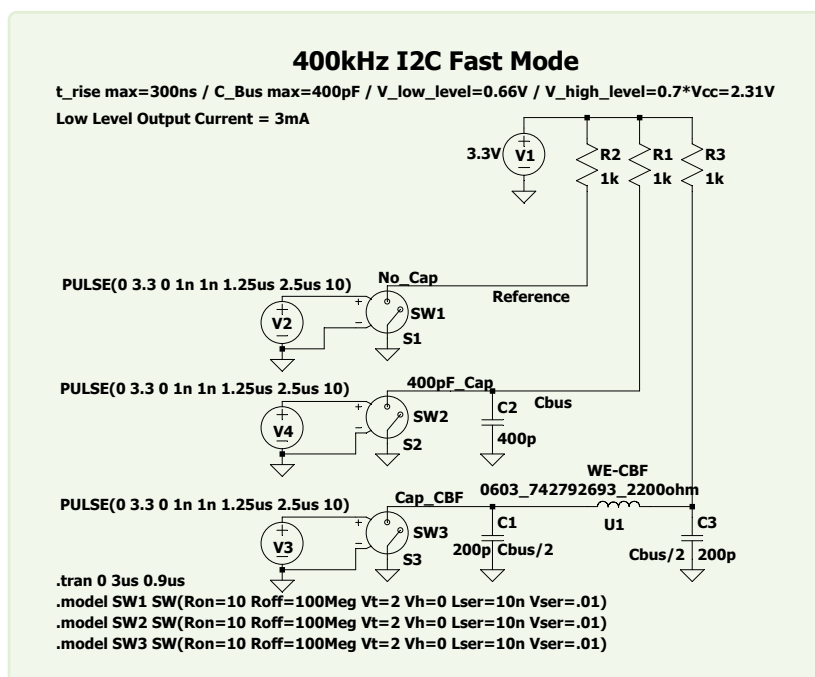 400kHz I2C Fast Mode
t_rise max=300ns / C_Bus max=400pF / V_low_level=0.66V / V_high_level=0.7*Vcc=2.31V
Low Level Output Current = 3mA
3.3V
V1
R2
R1
R3
1k
1k
1k
PULSE(0 3.3 0 1n 1n 1.25us 2.5us 10)
No_Cap
Reference
V2
SW1
S1
PULSE(0 3.3 0 1n 1n 1.25us 2.5us 10)
400pF_Cap
Cbus
C2
V4
SW2
400p
S2
WE-CBF
0603_742792693_2200ohm
PULSE(0 3.3 0 1n 1n 1.25us 2.5us 10)
Cap_CBF
C1
U1
C3
V3
SW3
200p Cbus/2
Cbus/2 200p
S3
.tran 0 3us 0.9us
.model SW1 SW(Ron=10 Roff=100Meg Vt=2 Vh=0 Lser=10n Vser=.01)
.model SW2 SW(Ron=10 Roff=100Meg Vt=2 Vh=0 Lser=10n Vser=.01)
.model SW3 SW(Ron=10 Roff=100Meg Vt=2 Vh=0 Lser=10n Vser=.01)